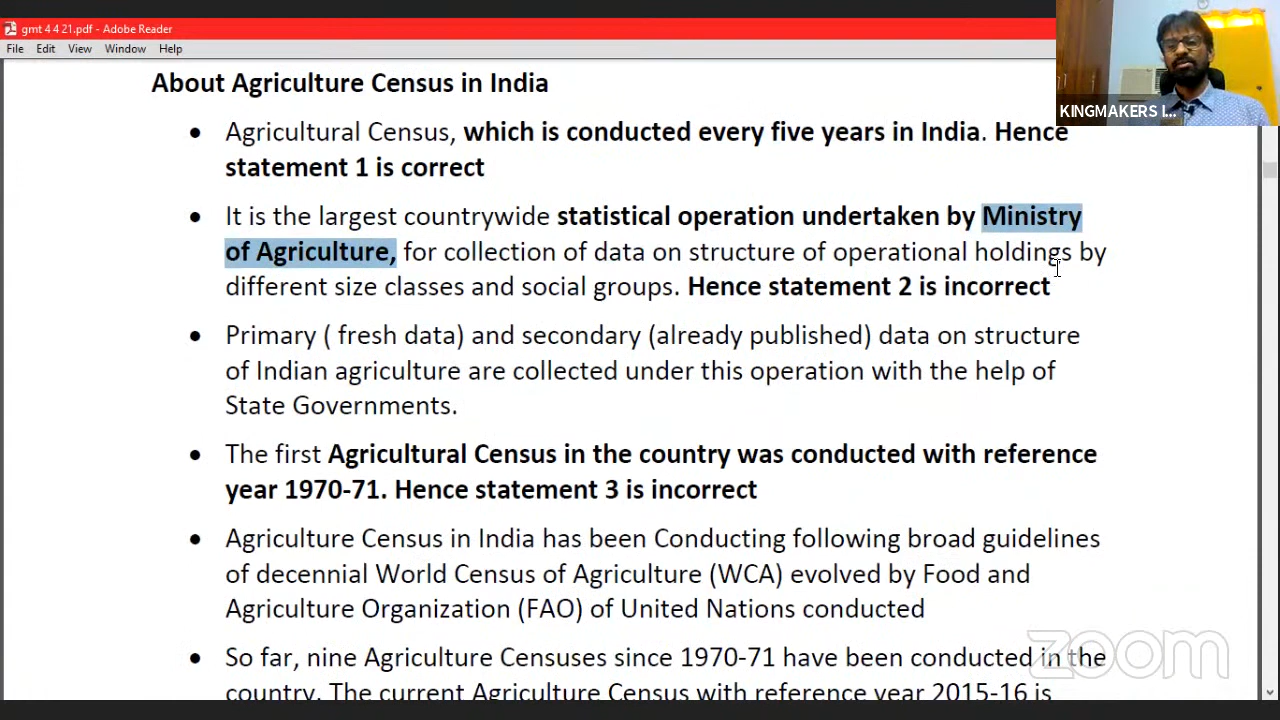 gmt 4 4 21.pdf - Adobe Reader
File Edit View Window Help
KINGMAKERS I...
About Agriculture Census in India
• Agricultural Census, which is conducted every five years in India. Hence
statement 1 is correct
• It is the largest countrywide statistical operation undertaken by Ministry
of Agriculture, for collection of data on structure of operational holdings by
different size classes and social groups. Hence statement 2 is incorrect
• Primary ( fresh data) and secondary (already published) data on structure
of Indian agriculture are collected under this operation with the help of
State Governments.
• The first Agricultural Census in the country was conducted with reference
year 1970-71. Hence statement 3 is incorrect
• Agriculture Census in India has been Conducting following broad guidelines
of decennial World Census of Agriculture (WCA) evolved by Food and
Agriculture Organization (FAO) of United Nations conducted
• So far, nine Agriculture Censuses since 1970-71 have been conducted in the
country. The current Agriculture Census with reference year 2015-16 is
zoom